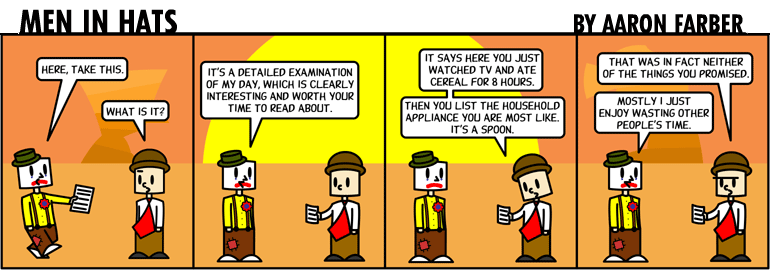 MEN IN HATS
BY AARON FARBER
HERE, TAKE THIS.
WHAT IS IT?
IT'S A DETAILED EXAMINATION
OF MY DAY, WHICH IS CLEARLY
INTERESTING AND WORTH YOUR
TIME TO READ ABOUT.
IT SAYS HERE YOU JUST
WATCHED TV AND ATE
CEREAL FOR 8 HOURS.
THEN YOU LIST THE HOUSEHOLD
APPLIANCE YOU ARE MOST LIKE.
IT'S A SPOON.
THAT WAS IN FACT NEITHER
OF THE THINGS YOU PROMISED.
MOSTLY I JUST
ENJOY WASTING OTHER
PEOPLE'S TIME.